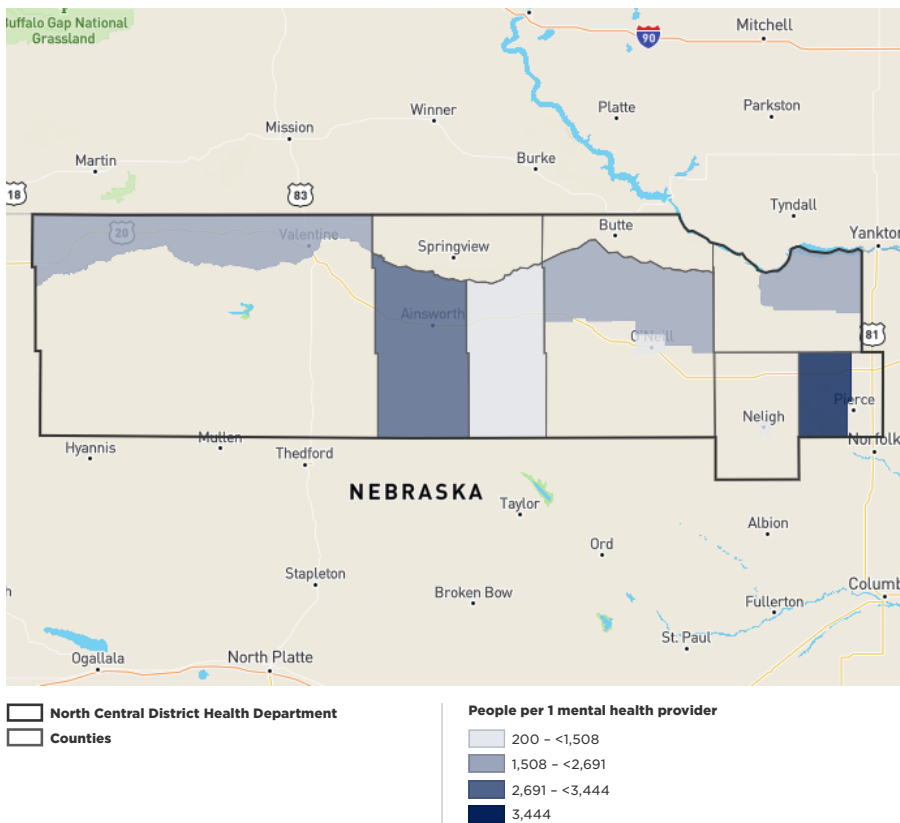 Buffalo Gap National
Grassland
90
Mitchell
Winner
Platte
Parkston
Mission
Martin
Burke
18
83
Tyndall
20
Valentine
Springview
Butte
Yankton
Ainsworth
O'Neill
81
Neligh
Pierce
Hyannis
Mullen
Thedford
Norfolk
NEBRASKA
Taylor
Albion
Ord
Stapleton
Broken Bow
Fullerton
Columb
h
St. Paul
Ogallala
North Platte
North Central District Health Department
Counties
People per 1 mental health provider
200 – <1,508
1,508 – <2,691
2,691 – <3,444
3,444